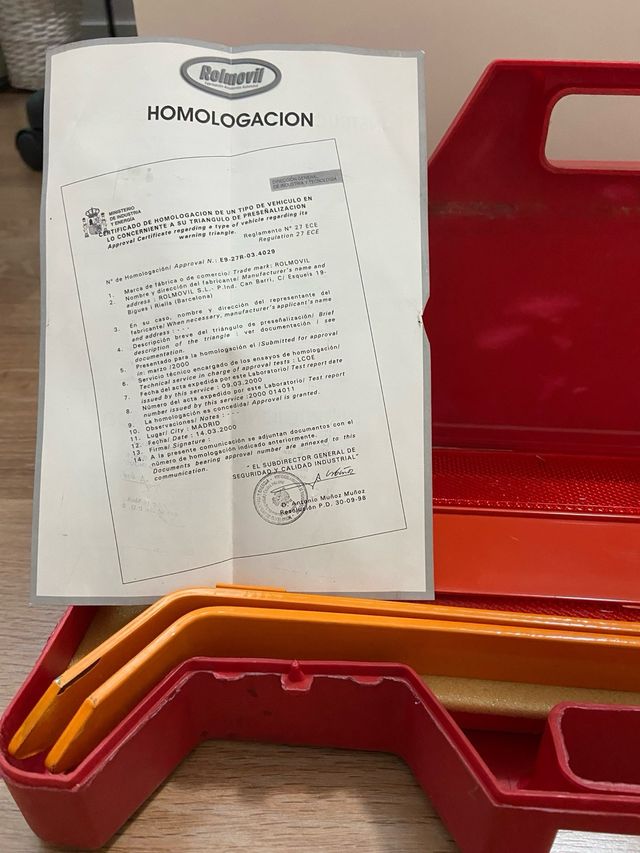 Rolmovil
HOMOLOGACION
DIRECCIÓN GENERAL
DE INDUSTRIA Y TECNOLOGÍA
MINISTERIO
DE INDUSTRIA
Y ENERGÍA
CERTIFICADO DE HOMOLOGACION DE UN TIPO DE VEHICULO EN
LO CONCERNIENTE A SU TRIANGULO DE PRESEÑALIZACION
Approval Certificate regarding a type of vehicle regarding its
warning triangle.
Reglamento N° 27 ECE
Regulation 27 ECE
N° de Homologación/ Approval N.: E9-27R-03.4029
1. Marca de fábrica o de comercio/ Trade mark: ROLMOVIL
2. Nombre y dirección del fabricante/ Manufacturer's name and
address : ROLMOVIL S.L.- P.Ind. Can Barri, C/ Esquela 19-
Bigues i Riells (Barcelona)
3. En su caso, nombre y dirección del representante del
fabricante/ When necessary, manufacturer's applicant's name
and address : - - -
4. Descripción breve del triángulo de preseñalización/ Brief
description of the triangle : ver documentación / see
documentation.
5. Presentado para la homologación el /Submitted for approval
in: marzo /2000
6. Servicio técnico encargado de los ensayos de homologación/
Technical service in charge of approval tests : LCOE
7. Fecha del acta expedida por este Laboratorio/ Test report date
issued by this service : 09.03.2000
8. Número del acta expedido por este Laboratorio/ Test report
number issued by this service :2000 014011
9. La homologación es concedida/ Approval is granted.
10. Observaciones/ Notes : - - -
11. Lugar/ City : MADRID
12. Fecha/ Date : 14.03.2000
13. Firma/ Signature :
14. A la presente comunicación se adjuntan documentos con el
número de homologación indicado anteriormente.
Documents bearing approval number are annexed to this
communication.
" EL SUBDIRECTOR GENERAL DE
SEGURIDAD Y CALIDAD INDUSTRIAL"
D. Antonio Muñoz Muñoz
Resolución P.D. 30-09-98